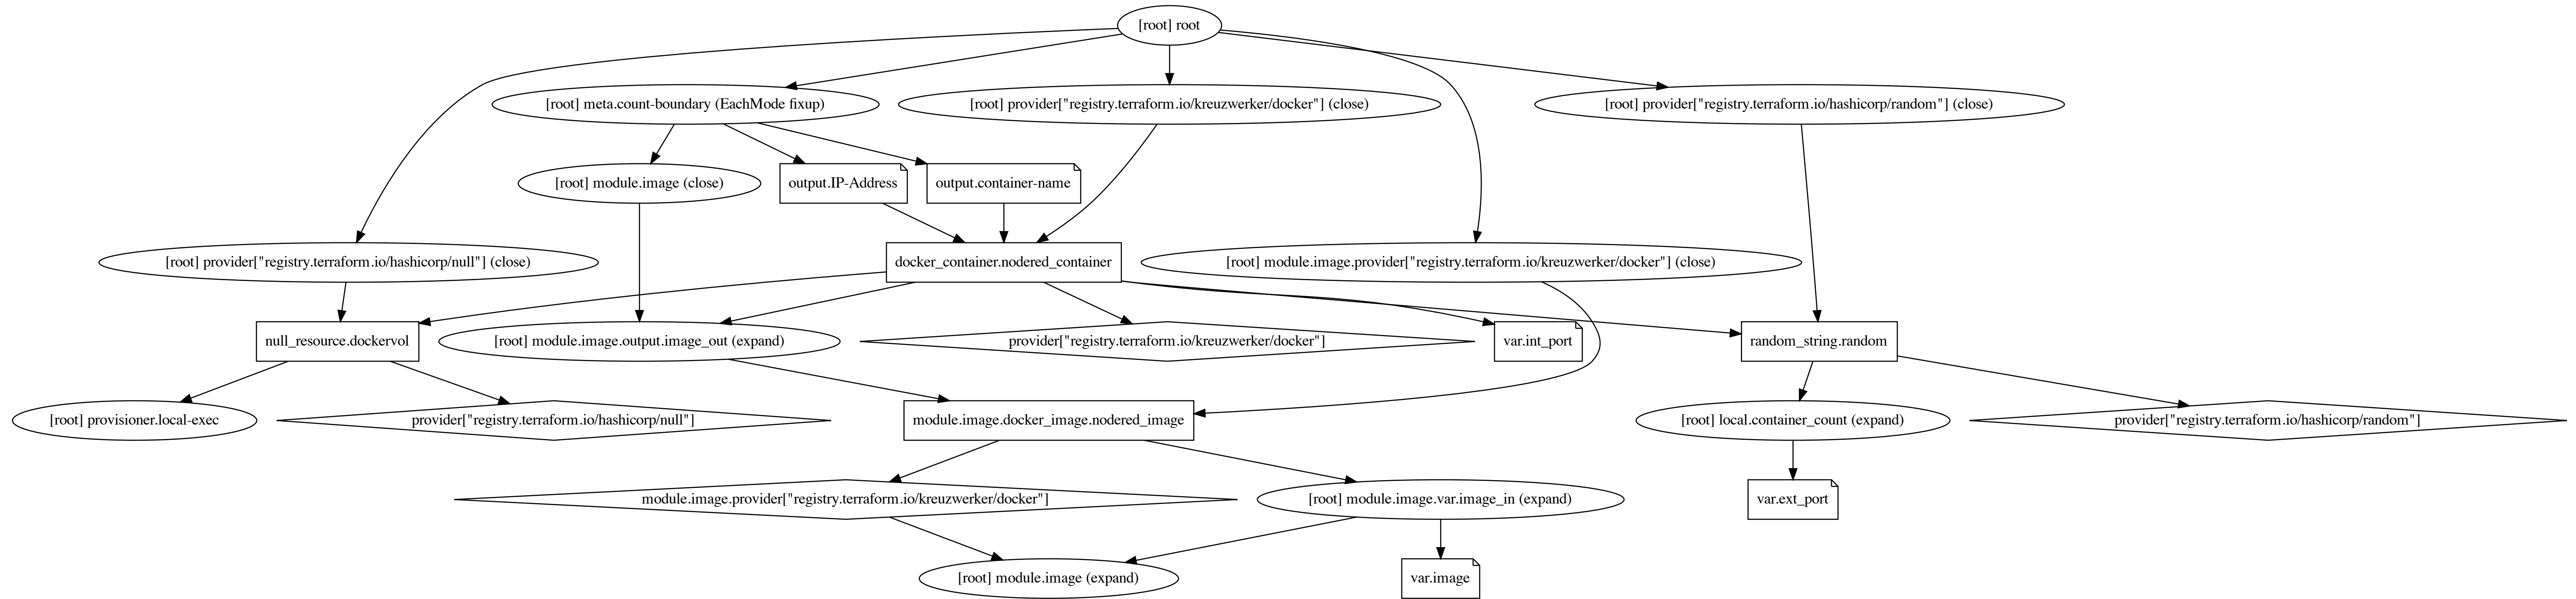 [root] root
[root] meta.count-boundary (EachMode fixup)
[root] provider["registry.terraform.io/kreuzwerker/docker"] (close)
[root] provider["registry.terraform.io/hashicorp/random"] (close)
[root] module.image (close)
output.IP-Address
output.container-name
[root] provider["registry.terraform.io/hashicorp/null"] (close)
docker_container.nodered_container
[root] module.image.provider["registry.terraform.io/kreuzwerker/docker"] (close)
null_resource.dockervol
[root] module.image.output.image_out (expand)
provider["registry.terraform.io/kreuzwerker/docker"]
var.int_port
random_string.random
[root] provisioner.local-exec
provider["registry.terraform.io/hashicorp/null"]
module.image.docker_image.nodered_image
[root] local.container_count (expand)
provider["registry.terraform.io/hashicorp/random"]
module.image.provider["registry.terraform.io/kreuzwerker/docker"]
[root] module.image.var.image_in (expand)
var.ext_port
[root] module.image (expand)
var.image